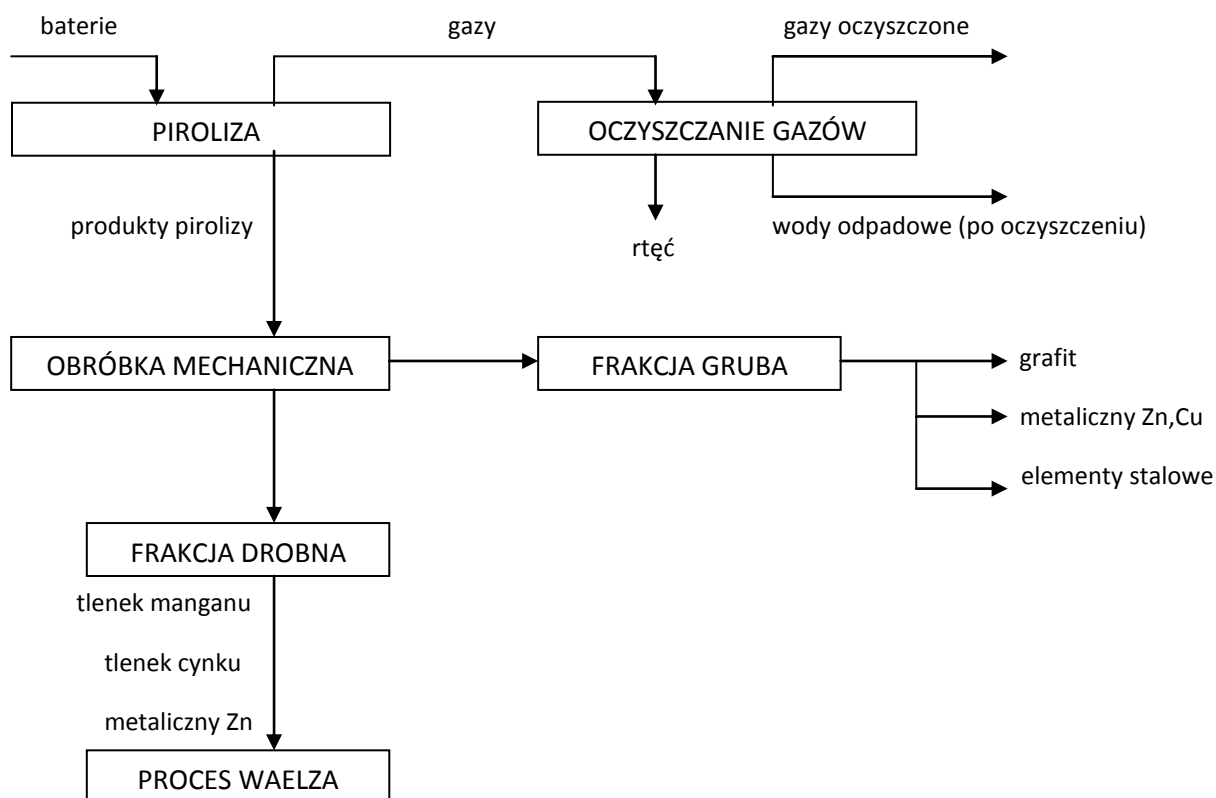 baterie
gazy
gazy oczyszczone
PIROLIZA
OCZYSZCZANIE GAZÓW
produkty pirolizy
rtęć
wody odpadowe (po oczyszczeniu)
OBRÓBKA MECHANICZNA
FRAKCJA GRUBA
grafit
metaliczny Zn,Cu
elementy stalowe
FRAKCJA DROBNA
tlenek manganu
tlenek cynku
metaliczny Zn
PROCES WAELZA